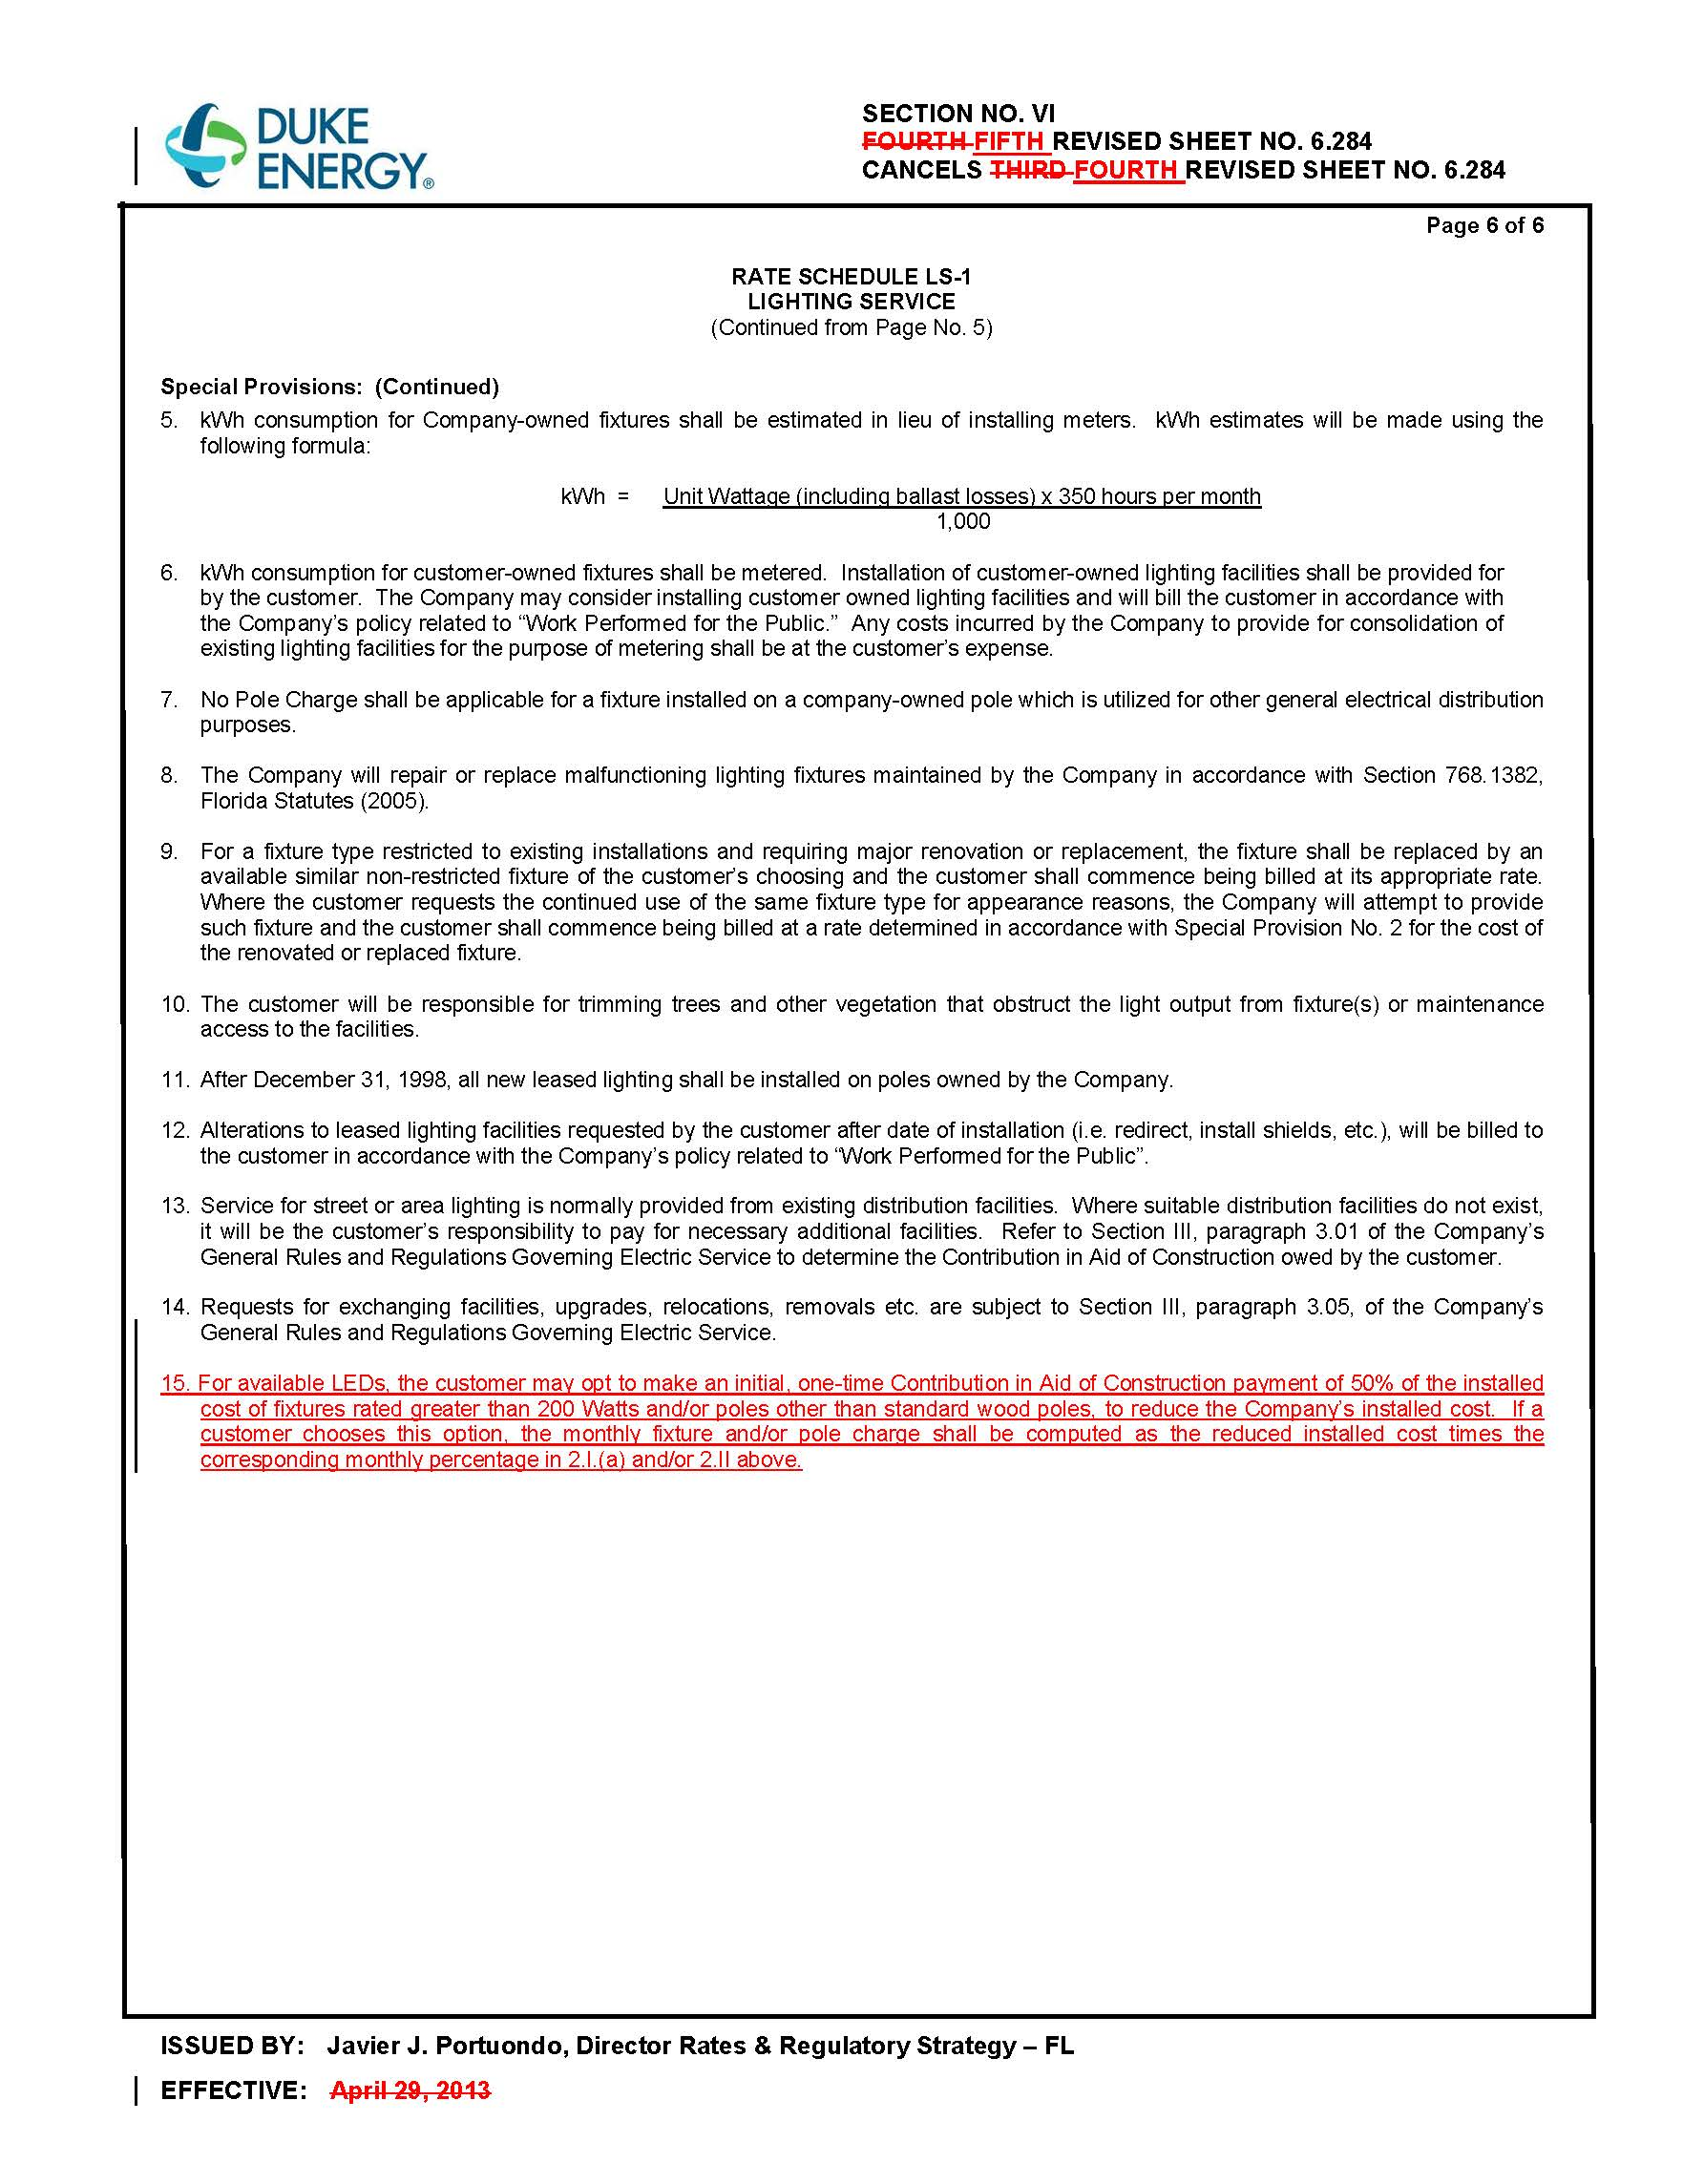 DUKE
ENERGY®
SECTION NO. VI
FOURTH FIFTH REVISED SHEET NO. 6.284
CANCELS THIRD FOURTH REVISED SHEET NO. 6.284
Page 6 of 6
RATE SCHEDULE LS-1
LIGHTING SERVICE
(Continued from Page No. 5)
Special Provisions: (Continued)
5. kWh consumption for Company-owned fixtures shall be estimated in lieu of installing meters. kWh estimates will be made using the
following formula:
kWh = Unit Wattage (including ballast losses) x 350 hours per month
1,000
6. kWh consumption for customer-owned fixtures shall be metered. Installation of customer-owned lighting facilities shall be provided for
by the customer. The Company may consider installing customer owned lighting facilities and will bill the customer in accordance with
the Company's policy related to “Work Performed for the Public.” Any costs incurred by the Company to provide for consolidation of
existing lighting facilities for the purpose of metering shall be at the customer's expense.
7. No Pole Charge shall be applicable for a fixture installed on a company-owned pole which is utilized for other general electrical distribution
purposes.
8. The Company will repair or replace malfunctioning lighting fixtures maintained by the Company in accordance with Section 768.1382,
Florida Statutes (2005).
9. For a fixture type restricted to existing installations and requiring major renovation or replacement, the fixture shall be replaced by an
available similar non-restricted fixture of the customer's choosing and the customer shall commence being billed at its appropriate rate.
Where the customer requests the continued use of the same fixture type for appearance reasons, the Company will attempt to provide
such fixture and the customer shall commence being billed at a rate determined in accordance with Special Provision No. 2 for the cost of
the renovated or replaced fixture.
10. The customer will be responsible for trimming trees and other vegetation that obstruct the light output from fixture(s) or maintenance
access to the facilities.
11. After December 31, 1998, all new leased lighting shall be installed on poles owned by the Company.
12. Alterations to leased lighting facilities requested by the customer after date of installation (i.e. redirect, install shields, etc.), will be billed to
the customer in accordance with the Company's policy related to “Work Performed for the Public”.
13. Service for street or area lighting is normally provided from existing distribution facilities. Where suitable distribution facilities do not exist,
it will be the customer's responsibility to pay for necessary additional facilities. Refer to Section III, paragraph 3.01 of the Company's
General Rules and Regulations Governing Electric Service to determine the Contribution in Aid of Construction owed by the customer.
14. Requests for exchanging facilities, upgrades, relocations, removals etc. are subject to Section III, paragraph 3.05, of the Company's
General Rules and Regulations Governing Electric Service.
15. For available LEDs, the customer may opt to make an initial, one-time Contribution in Aid of Construction payment of 50% of the installed
cost of fixtures rated greater than 200 Watts and/or poles other than standard wood poles, to reduce the Company's installed cost. If a
customer chooses this option, the monthly fixture and/or pole charge shall be computed as the reduced installed cost times the
corresponding monthly percentage in 2.I.(a) and/or 2.II above.
ISSUED BY: Javier J. Portuondo, Director Rates & Regulatory Strategy – FL
EFFECTIVE: April 29, 2013